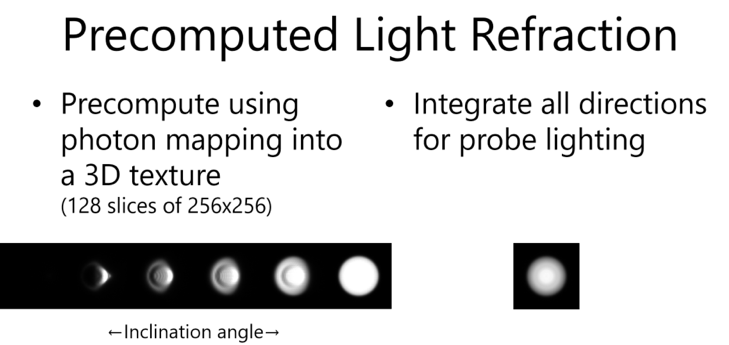 Precomputed Light Refraction
• Precompute using
photon mapping into
a 3D texture
(128 slices of 256x256)
• Integrate all directions
for probe lighting
←Inclination angle→